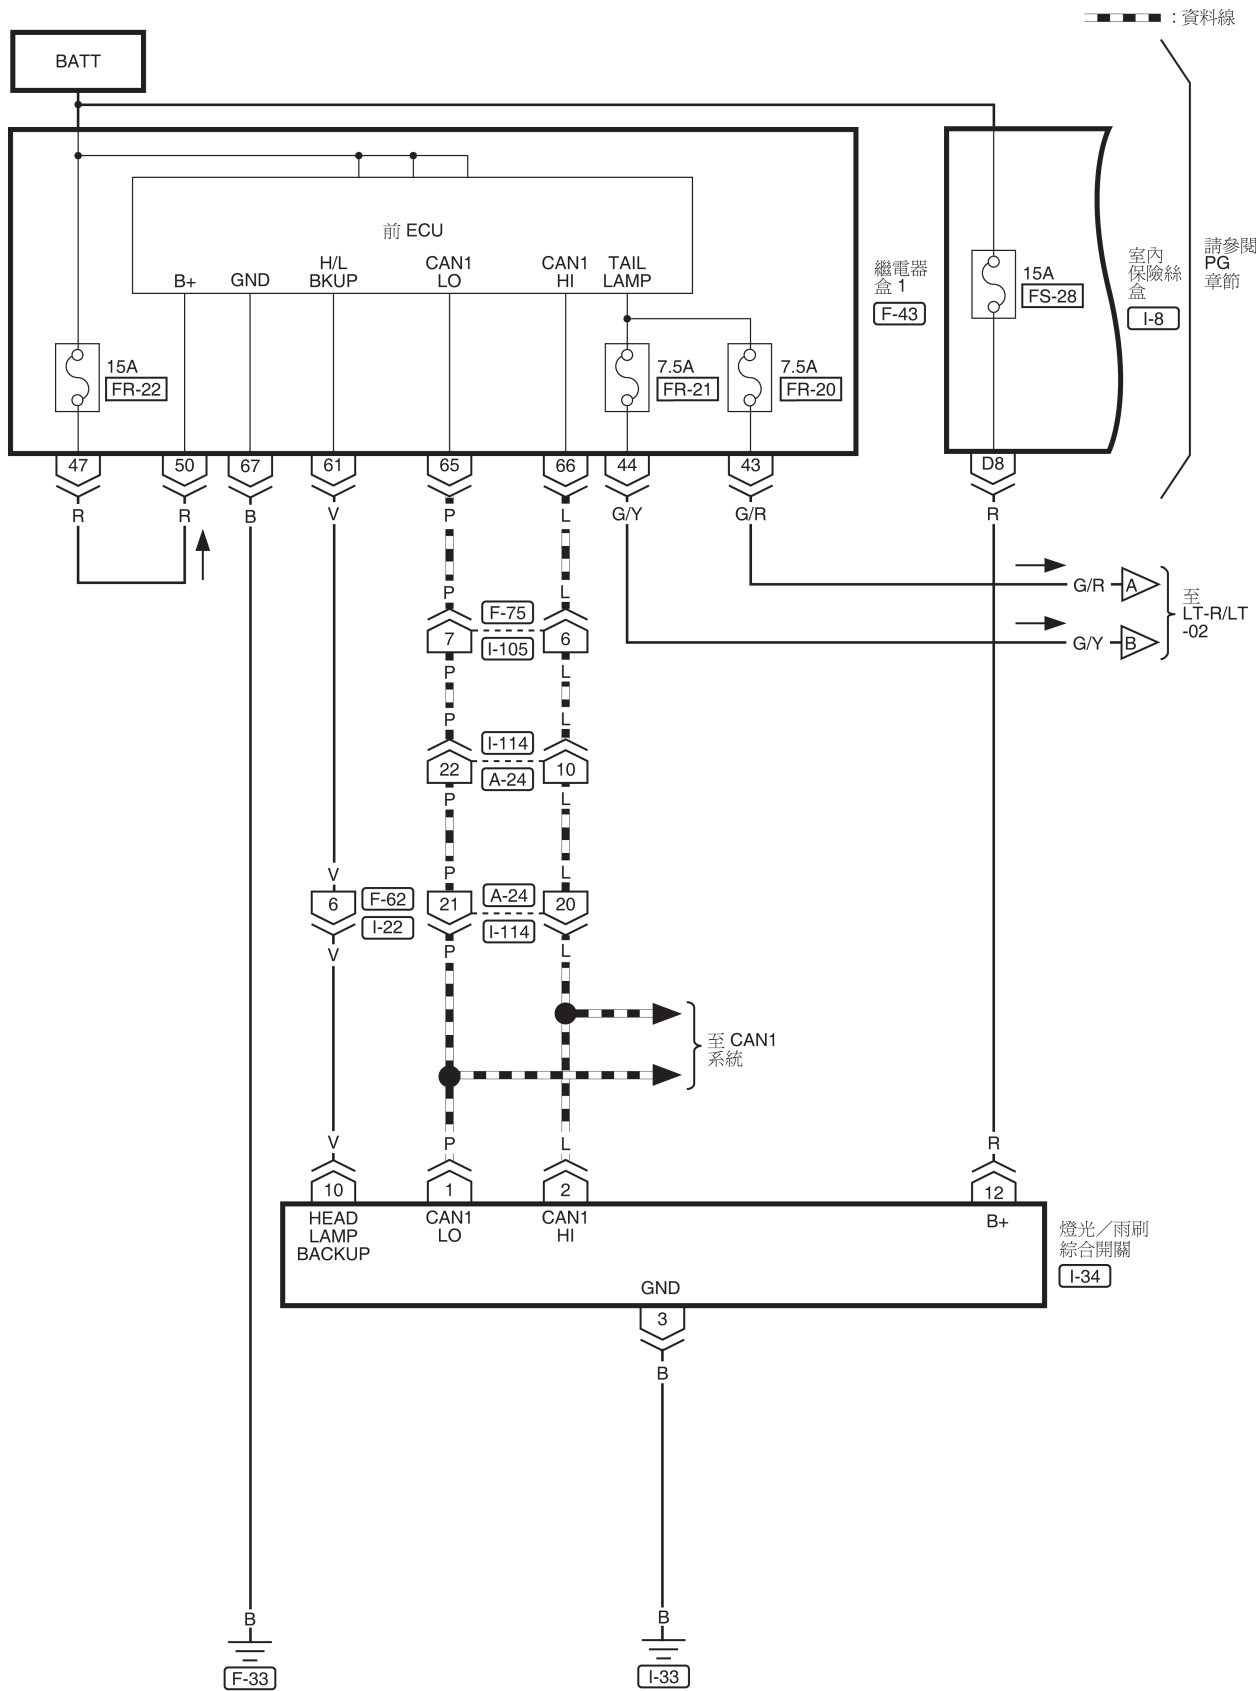 : 資料線
BATT
前 ECU
B+
GND
H/L
BKUP
CAN1
LO
CAN1
HI
TAIL
LAMP
15A
FR-22
7.5A
FR-21
7.5A
FR-20
繼電器
盒 1
F-43
15A
FS-28
室內
保險絲
盒
I-8
請參閱
PG
章節
47 50 67 61 65 66 44 43 D8
R R B V P L G/Y G/R R
G/R A
G/Y B
至
LT-R/LT
-02
P L
F-75
7 6
I-105
P L
P L
I-114
22 10
A-24
P L
V P L
6 F-62 21 A-24 20
I-22 I-114
V P L
至 CAN1
系統
V P L R
10 1 2 12
HEAD
LAMP
BACKUP
CAN1
LO
CAN1
HI
B+
燈光／雨刷
綜合開關
I-34
GND
3
B
B B
F-33 I-33